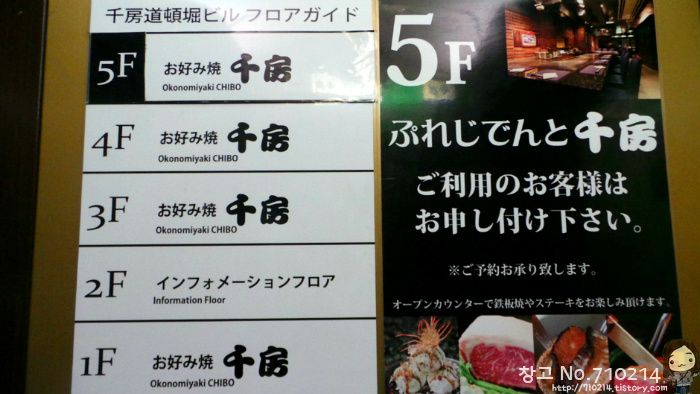 千房道頓堀ビル フロアガイド
5F お好み焼 千房
Okonomiyaki CHIBO
4F お好み焼 千房
Okonomiyaki CHIBO
3F お好み焼 千房
Okonomiyaki CHIBO
2F インフォメーションフロア
Information Floor
1F お好み焼 千房
Okonomiyaki CHIBO
5F
ぷれじでんと千房
ご利用のお客様は
お申し付け下さい。
※ご予約お承り致します。
オープンカウンターで鉄板焼やステーキをお楽しみ頂けます。
창고 No.710214
http://710214.tistory.com